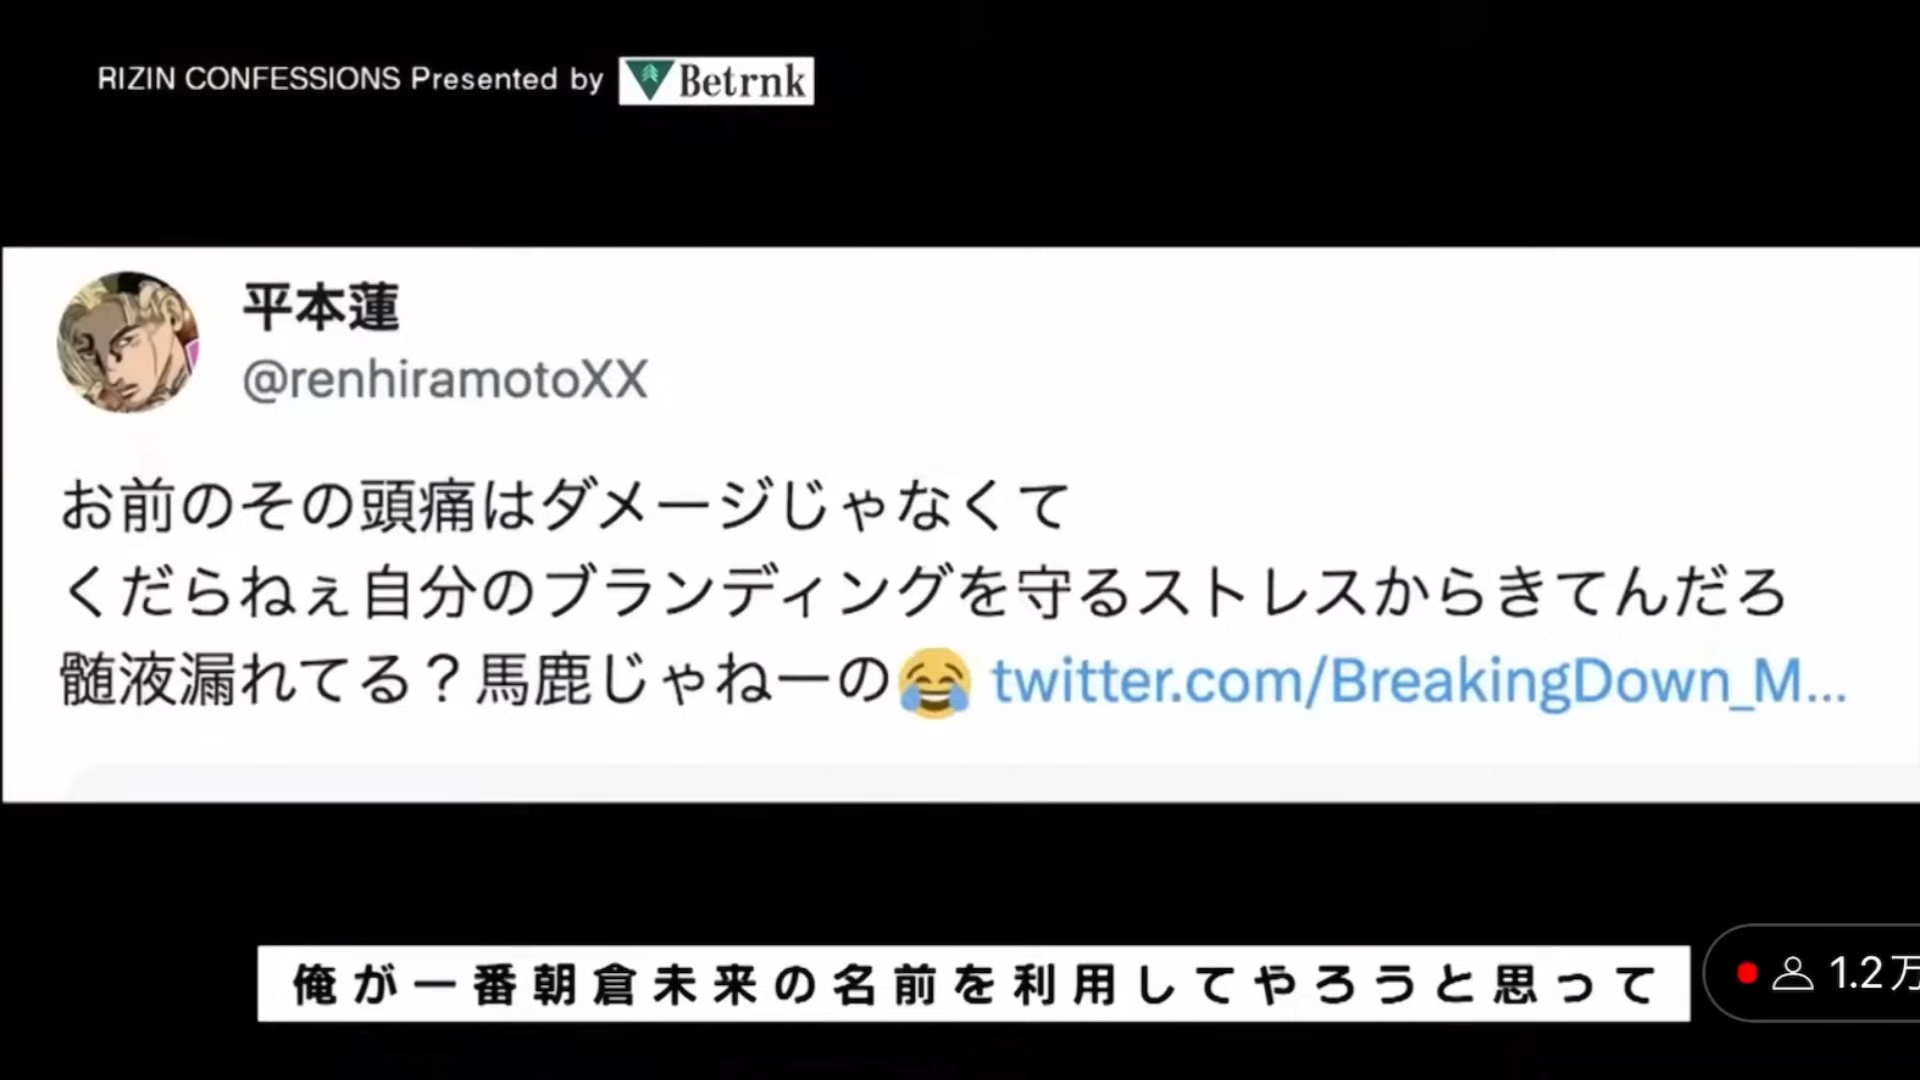 RIZIN CONFESSIONS Presented by Betrnk
平本蓮
@renhiramotoXX
お前のその頭痛はダメージじゃなくて
くだらねぇ自分のブランディングを守るストレスからきてんだろ
髄液漏れてる？馬鹿じゃねーの😂 twitter.com/BreakingDown_M...
俺が一番朝倉未来の名前を利用してやろうと思って
1.2万